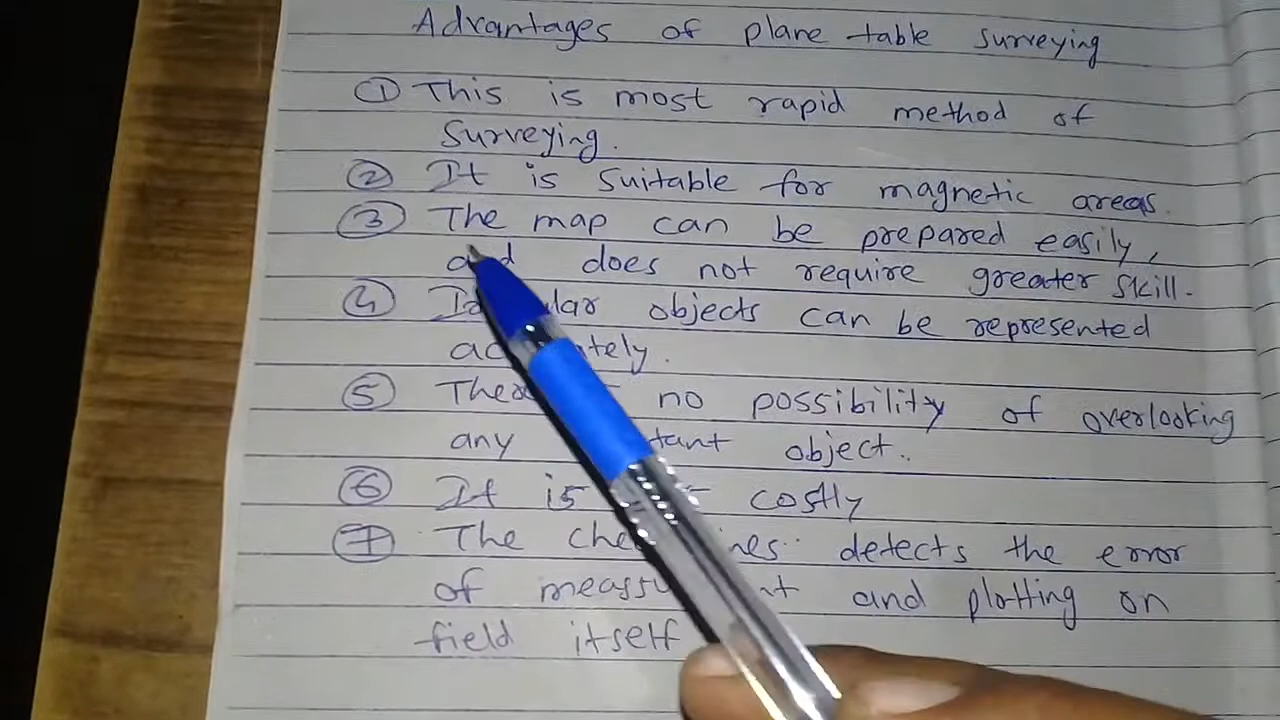 Advantages of plane table surveying
① This is most rapid method of
surveying.
② It is suitable for magnetic areas.
③ The map can be prepared easily,
and does not require greater skill.
④ objects can be represented
⑤ no possibility of overlooking
any object..
⑥ It is costly
⑦ The detects the error
of and plotting on
field itself